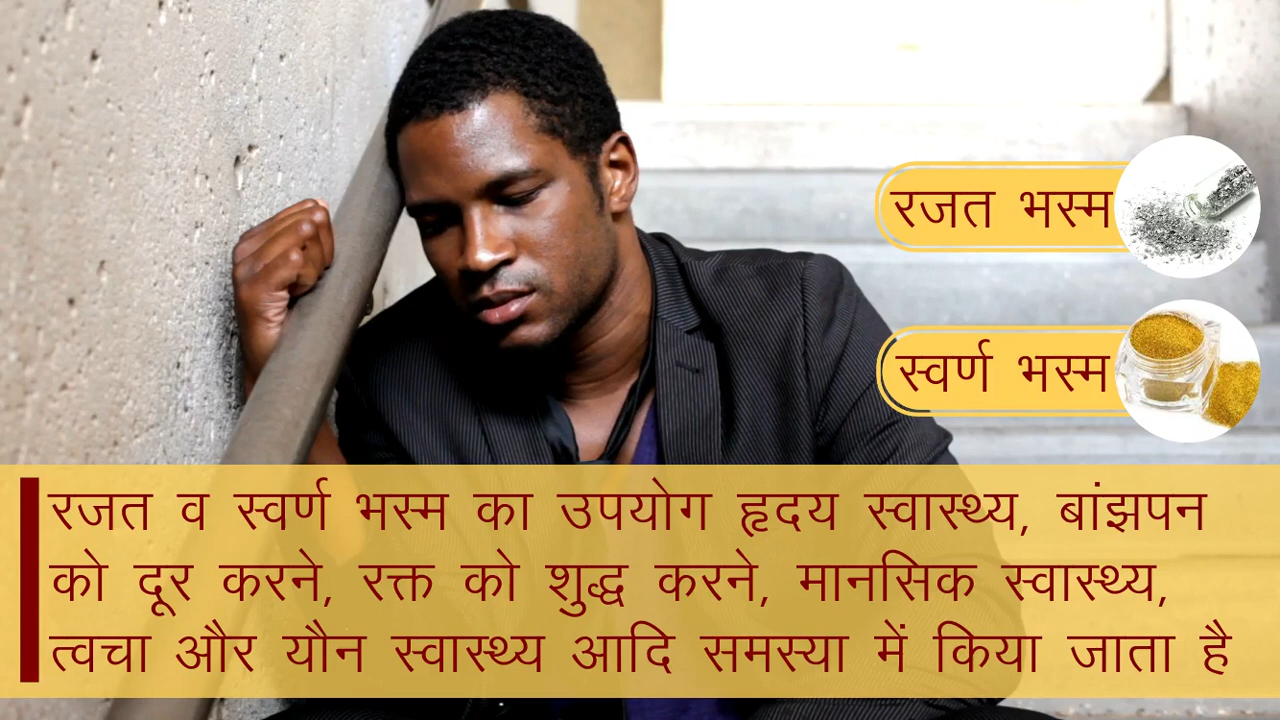 रजत भस्म
स्वर्ण भस्म
रजत व स्वर्ण भस्म का उपयोग हृदय स्वास्थ्य, बांझपन
को दूर करने, रक्त को शुद्ध करने, मानसिक स्वास्थ्य,
त्वचा और यौन स्वास्थ्य आदि समस्या में किया जाता है